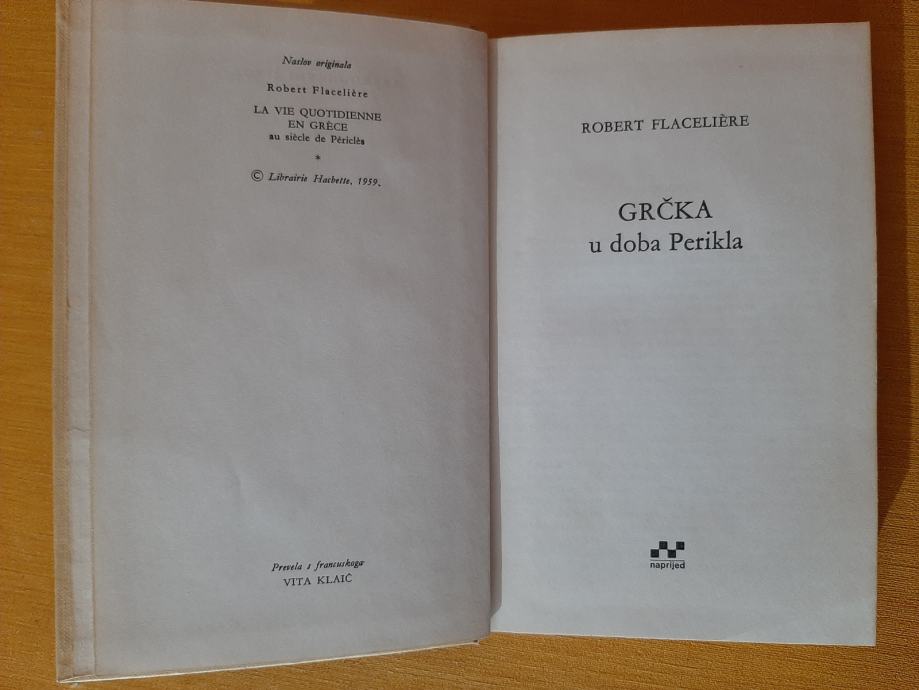 Naslov originala
Robert Flacelière
LA VIE QUOTIDIENNE
EN GRÈCE
au siècle de Périclès
*
© Librairie Hachette, 1959.
Prevela s francuskoga
VITA KLAIĆ
ROBERT FLACELIÈRE
GRČKA
u doba Perikla
naprijed